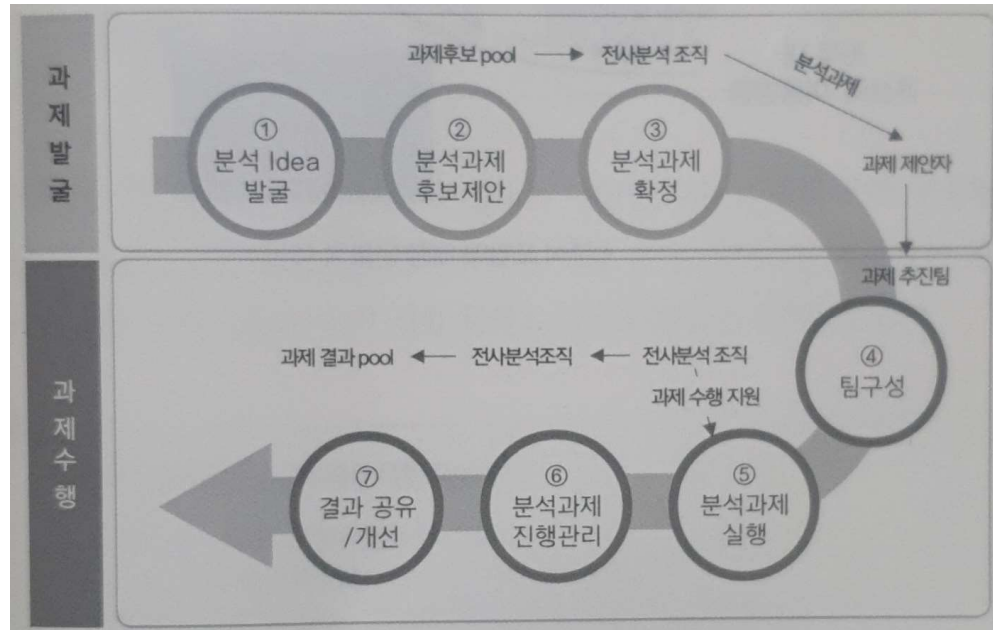 과제발굴
과제후보 pool → 전사분석 조직
분석과제
과제 제안자
①
분석 Idea
발굴
②
분석과제
후보제안
③
분석과제
확정
과제수행
과제 추진팀
④
팀구성
과제 결과 pool ← 전사분석조직 ← 전사분석 조직
과제 수행 지원
⑤
분석과제
실행
⑥
분석과제
진행관리
⑦
결과 공유
/개선